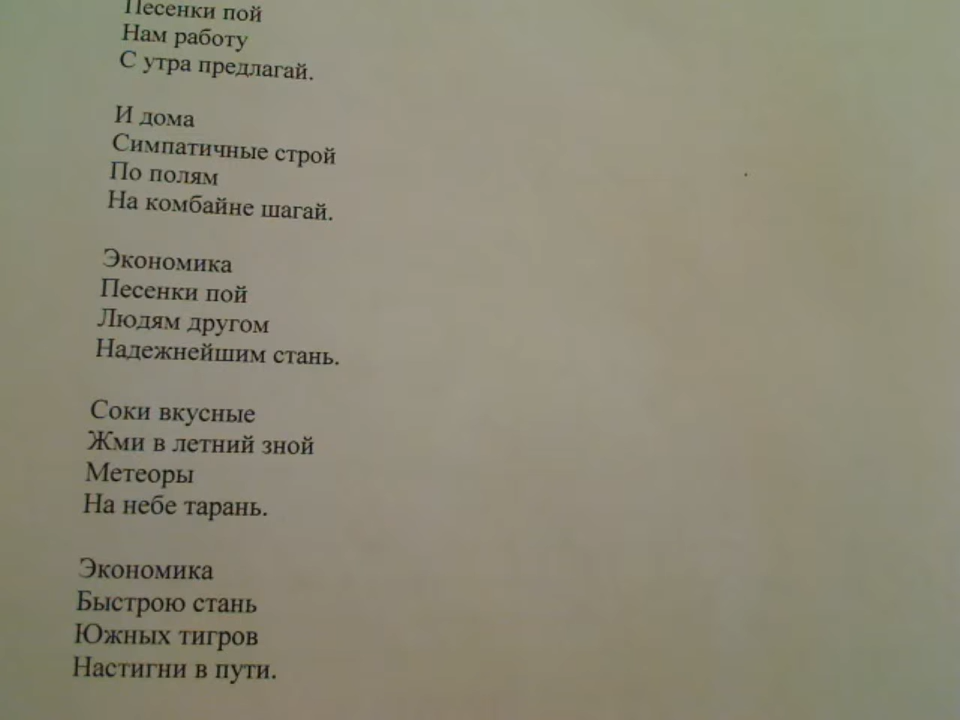 Песенки пой
Нам работу
С утра предлагай.
И дома
Симпатичные строй
По полям
На комбайне шагай.
Экономика
Песенки пой
Людям другом
Надежнейшим стань.
Соки вкусные
Жми в летний зной
Метеоры
На небе тарань.
Экономика
Быстрою стань
Южных тигров
Настигни в пути.